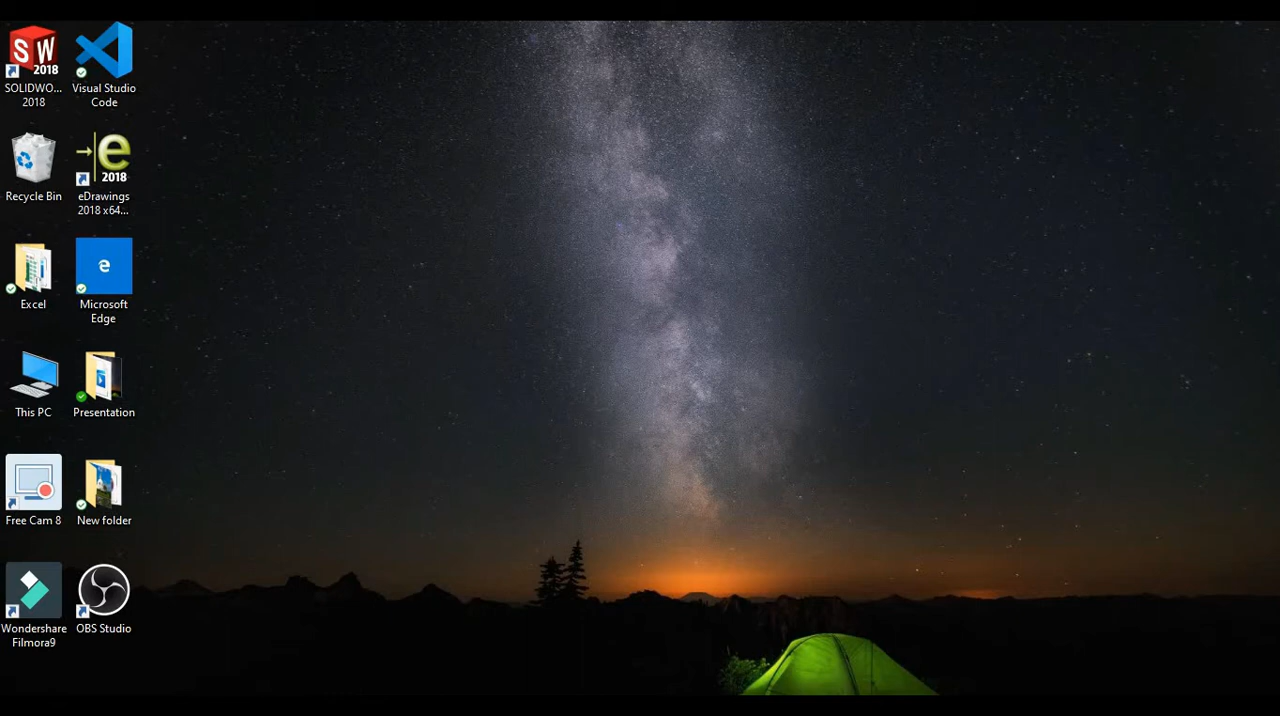 SW
2018
SOLIDWO...
2018
Visual Studio
Code
Recycle Bin
e
2018
eDrawings
2018 x64...
Excel
e
Microsoft
Edge
This PC
Presentation
Free Cam 8
New folder
Wondershare
Filmora9
OBS Studio